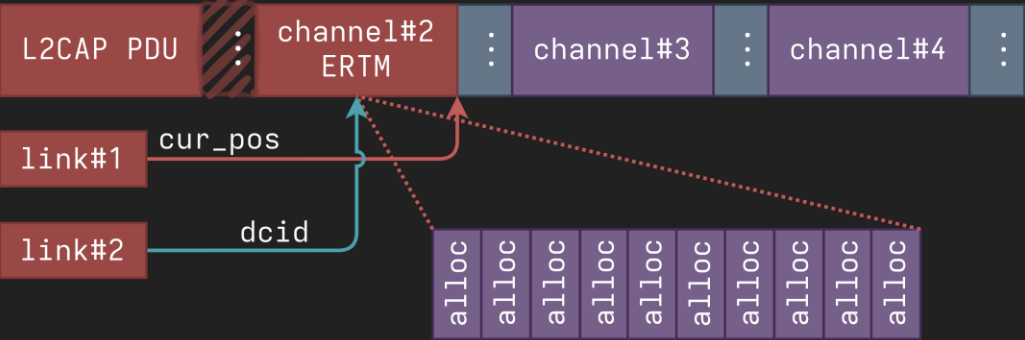 L2CAP PDU
channel#2
ERTM
channel#3
channel#4
link#1
cur_pos
link#2
dcid
alloc
alloc
alloc
alloc
alloc
alloc
alloc
alloc
alloc
alloc